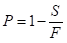 P = 1 − S/F